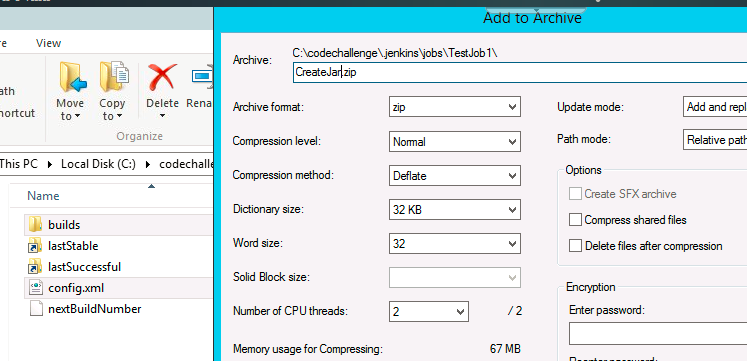 Add to Archive
View
ath
hortcut
Move to
Copy to
Delete
Renam
Organize
This PC
Local Disk (C:)
codechalle
Name
builds
lastStable
lastSuccessful
config.xml
nextBuildNumber
Archive:
C:\codechallenge\.jenkins\jobs\TestJob1\
CreateJar.zip
Archive format:
zip
Compression level:
Normal
Compression method:
Deflate
Dictionary size:
32 KB
Word size:
32
Solid Block size:
Number of CPU threads:
2
/ 2
Memory usage for Compressing:
67 MB
Update mode:
Add and repl
Path mode:
Relative path
Options
Create SFX archive
Compress shared files
Delete files after compression
Encryption
Enter password: